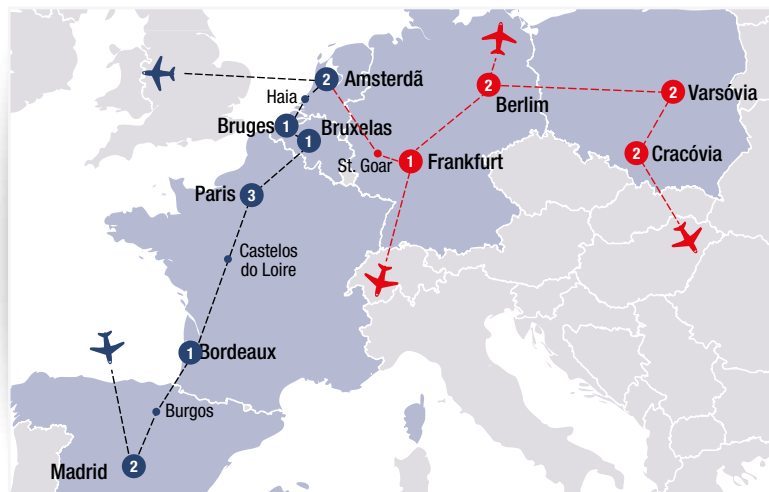 2 Amsterdã
Haia
Bruges 1
1 Bruxelas
St. Goar
1 Frankfurt
2
Berlim
2 Varsóvia
2 Cracóvia
Paris 3
Castelos
do Loire
1 Bordeaux
Burgos
Madrid 2